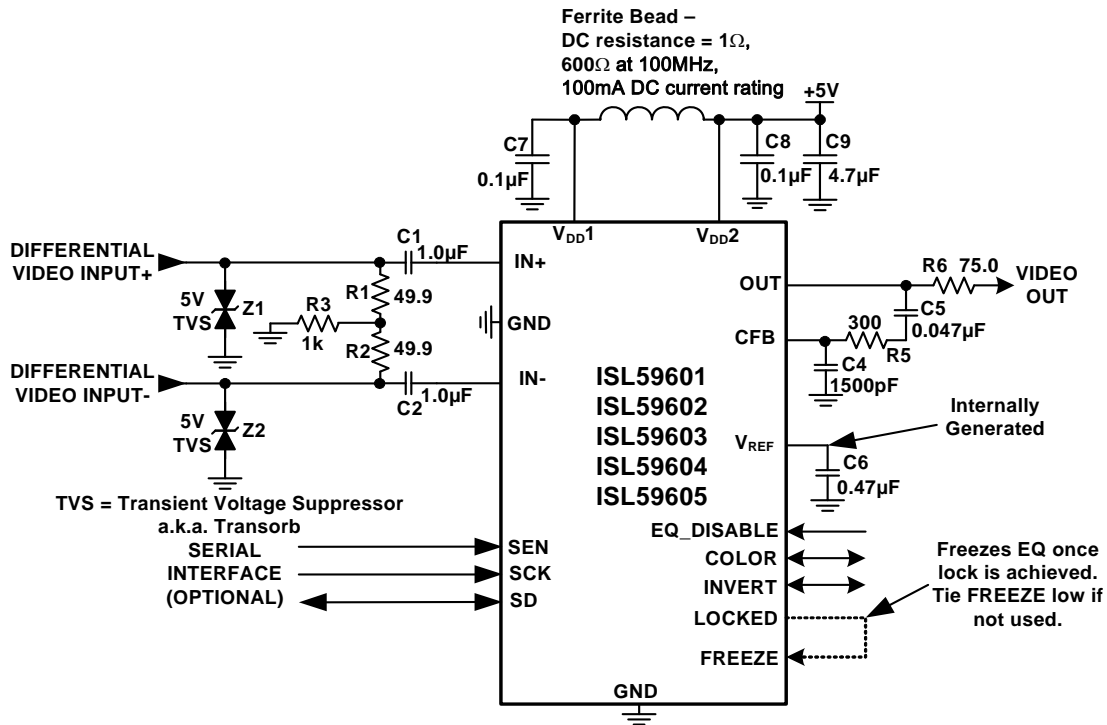 Ferrite Bead –
DC resistance = 1Ω,
600Ω at 100MHz,
100mA DC current rating
+5V
C7
0.1µF
C8
0.1µF
C9
4.7µF
VDD1
VDD2
DIFFERENTIAL
VIDEO INPUT+
C1
1.0µF
IN+
5V
TVS
Z1
R1
49.9
R3
1k
GND
R2
49.9
DIFFERENTIAL
VIDEO INPUT-
C2
1.0µF
IN-
5V
TVS
Z2
TVS = Transient Voltage Suppressor
a.k.a. Transorb
SERIAL
INTERFACE
(OPTIONAL)
SEN
SCK
SD
ISL59601
ISL59602
ISL59603
ISL59604
ISL59605
OUT
R6 75.0
VIDEO
OUT
C5
0.047µF
CFB
300
R5
C4
1500pF
VREF
Internally
Generated
C6
0.47µF
EQ_DISABLE
COLOR
INVERT
LOCKED
FREEZE
Freezes EQ once
lock is achieved.
Tie FREEZE low if
not used.
GND